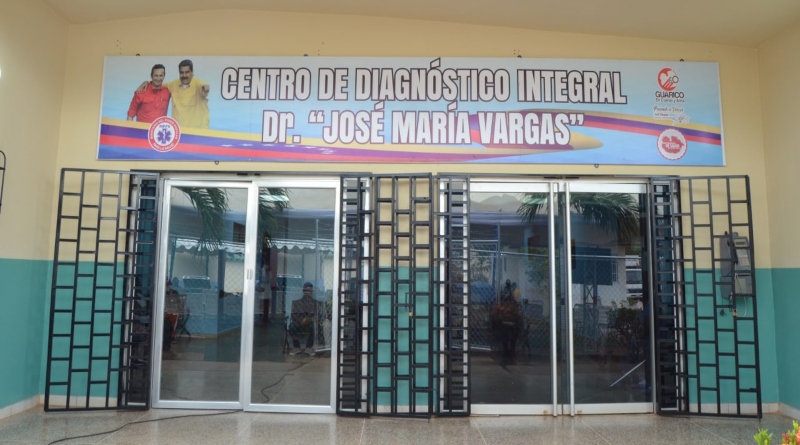 CENTRO DE DIAGNÓSTICO INTEGRAL
Dr. “JOSÉ MARÍA VARGAS”
GUÁRICO